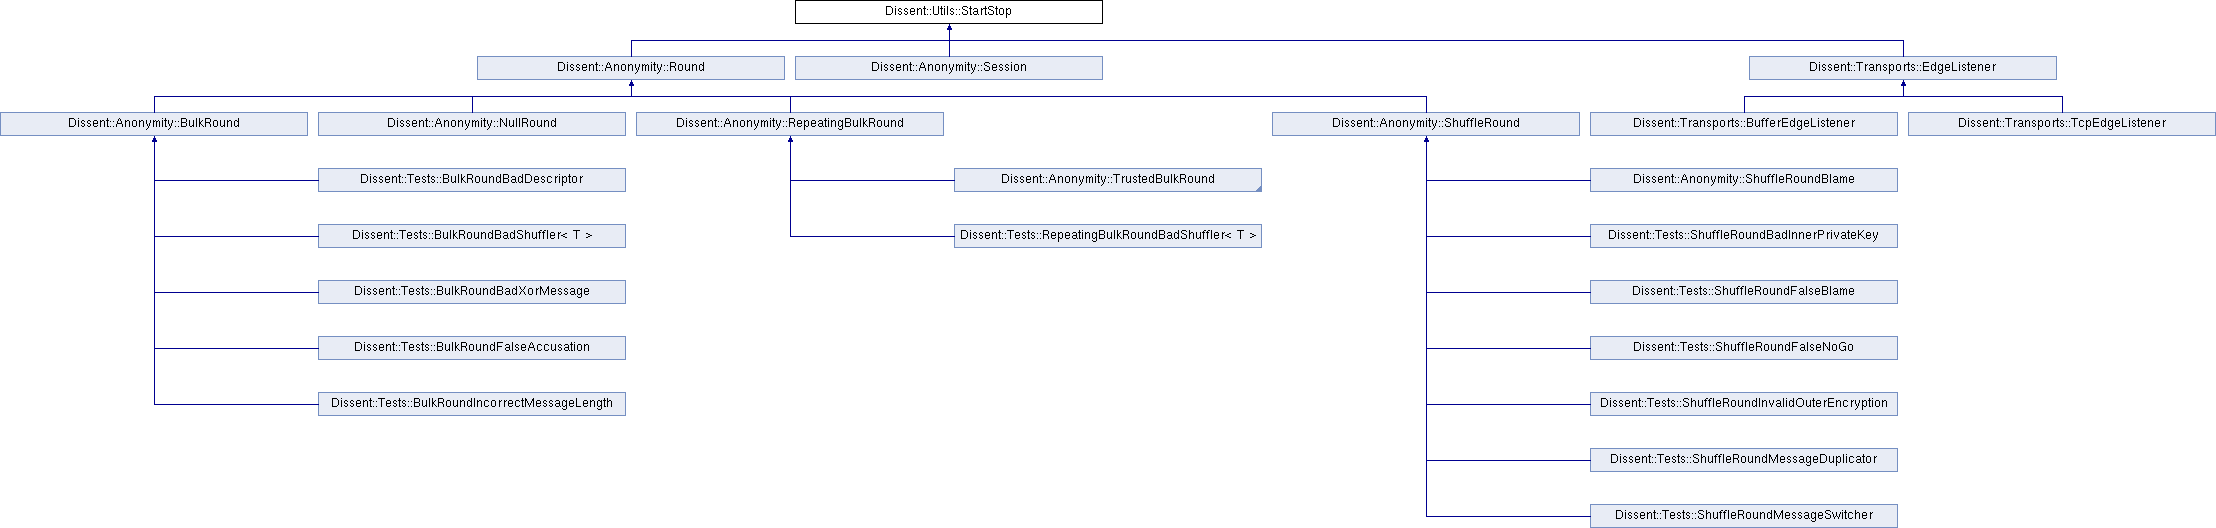 Dissent::Utils::StartStop
Dissent::Anonymity::Round
Dissent::Anonymity::Session
Dissent::Transports::EdgeListener
Dissent::Anonymity::BulkRound
Dissent::Anonymity::NullRound
Dissent::Anonymity::RepeatingBulkRound
Dissent::Anonymity::ShuffleRound
Dissent::Transports::BufferEdgeListener
Dissent::Transports::TcpEdgeListener
Dissent::Tests::BulkRoundBadDescriptor
Dissent::Anonymity::TrustedBulkRound
Dissent::Anonymity::ShuffleRoundBlame
Dissent::Tests::BulkRoundBadShuffler< T >
Dissent::Tests::RepeatingBulkRoundBadShuffler< T >
Dissent::Tests::ShuffleRoundBadInnerPrivateKey
Dissent::Tests::BulkRoundBadXorMessage
Dissent::Tests::ShuffleRoundFalseBlame
Dissent::Tests::BulkRoundFalseAccusation
Dissent::Tests::ShuffleRoundFalseNoGo
Dissent::Tests::BulkRoundIncorrectMessageLength
Dissent::Tests::ShuffleRoundInvalidOuterEncryption
Dissent::Tests::ShuffleRoundMessageDuplicator
Dissent::Tests::ShuffleRoundMessageSwitcher